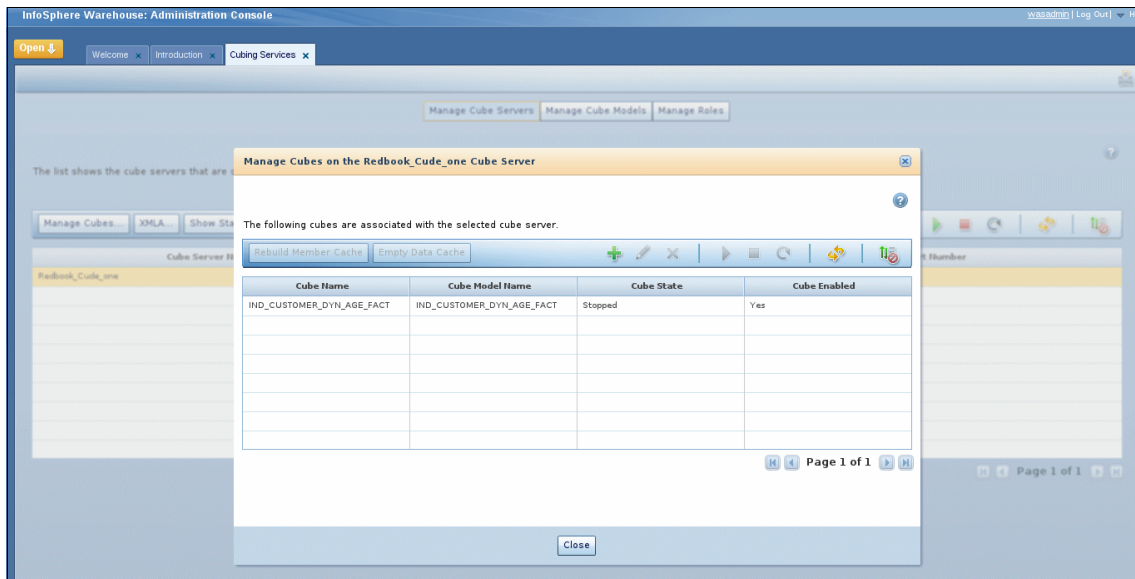 InfoSphere Warehouse: Administration Console
wasadmin | Log Out |
Open
Welcome x Introduction x Cubing Services x
Manage Cube Servers Manage Cube Models Manage Roles
The list shows the cube servers that are
Manage Cubes... XMLA... Show Sta
Cube Server N
t Number
Redbook_Cude_one
Page 1 of 1
Manage Cubes on the Redbook_Cude_one Cube Server
The following cubes are associated with the selected cube server.
Rebuild Member Cache Empty Data Cache
Cube Name Cube Model Name Cube State Cube Enabled
IND_CUSTOMER_DYN_AGE_FACT IND_CUSTOMER_DYN_AGE_FACT Stopped Yes
Page 1 of 1
Close